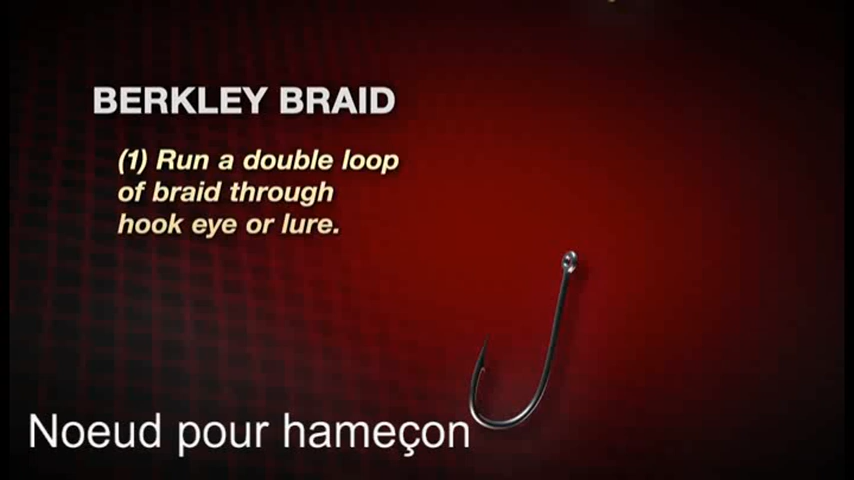 BERKLEY BRAID
(1) Run a double loop
of braid through
hook eye or lure.
Noeud pour hameçon